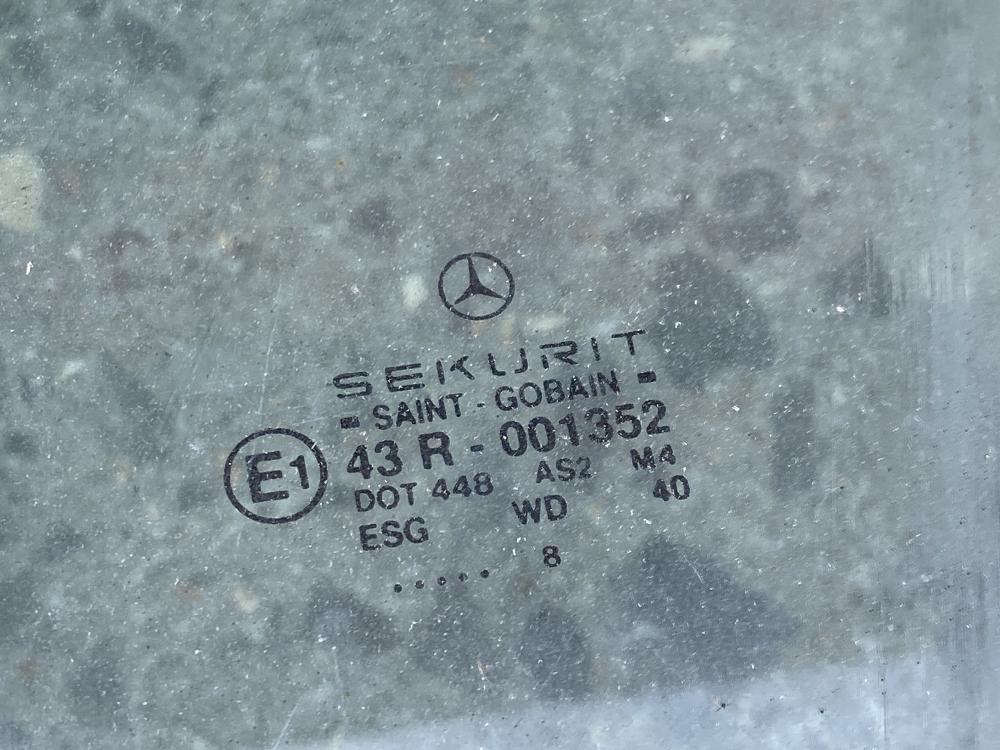 SEKURIT
- SAINT - GOBAIN -
E1 43 R - 001352
DOT 448 AS2 M4
ESG WD 40
..... 8